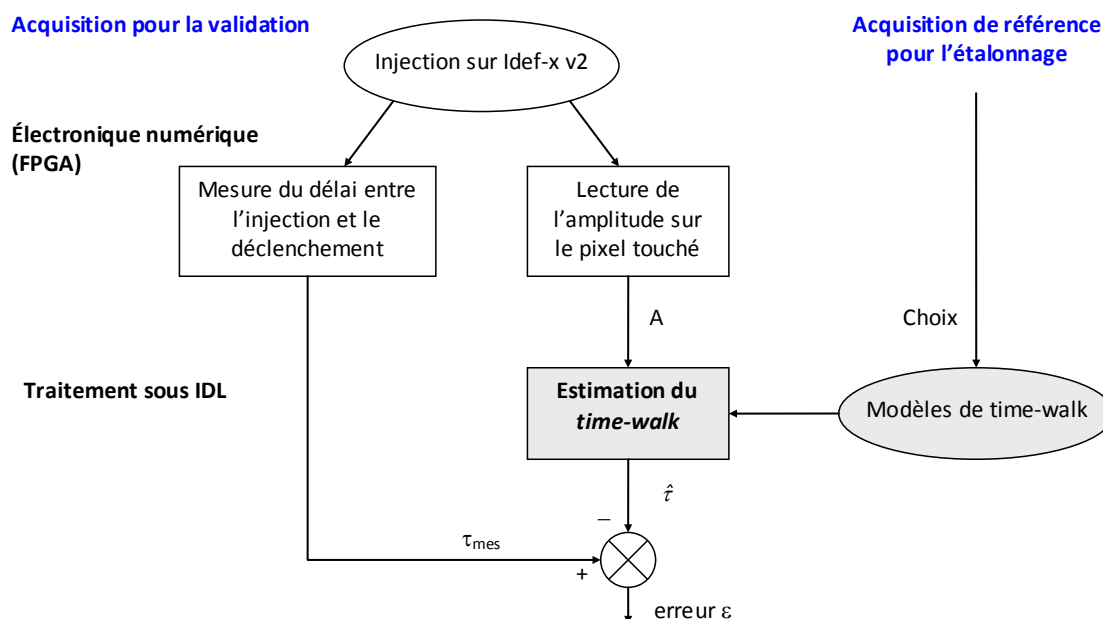 Acquisition pour la validation
Injection sur Idef-x v2
Acquisition de référence
pour l’étalonnage
Électronique numérique
(FPGA)
Mesure du délai entre
l’injection et le
déclenchement
Lecture de
l’amplitude sur
le pixel touché
A
Choix
Traitement sous IDL
Estimation du
time-walk
Modèles de time-walk
τ̂
−
τmes
+
erreur ε